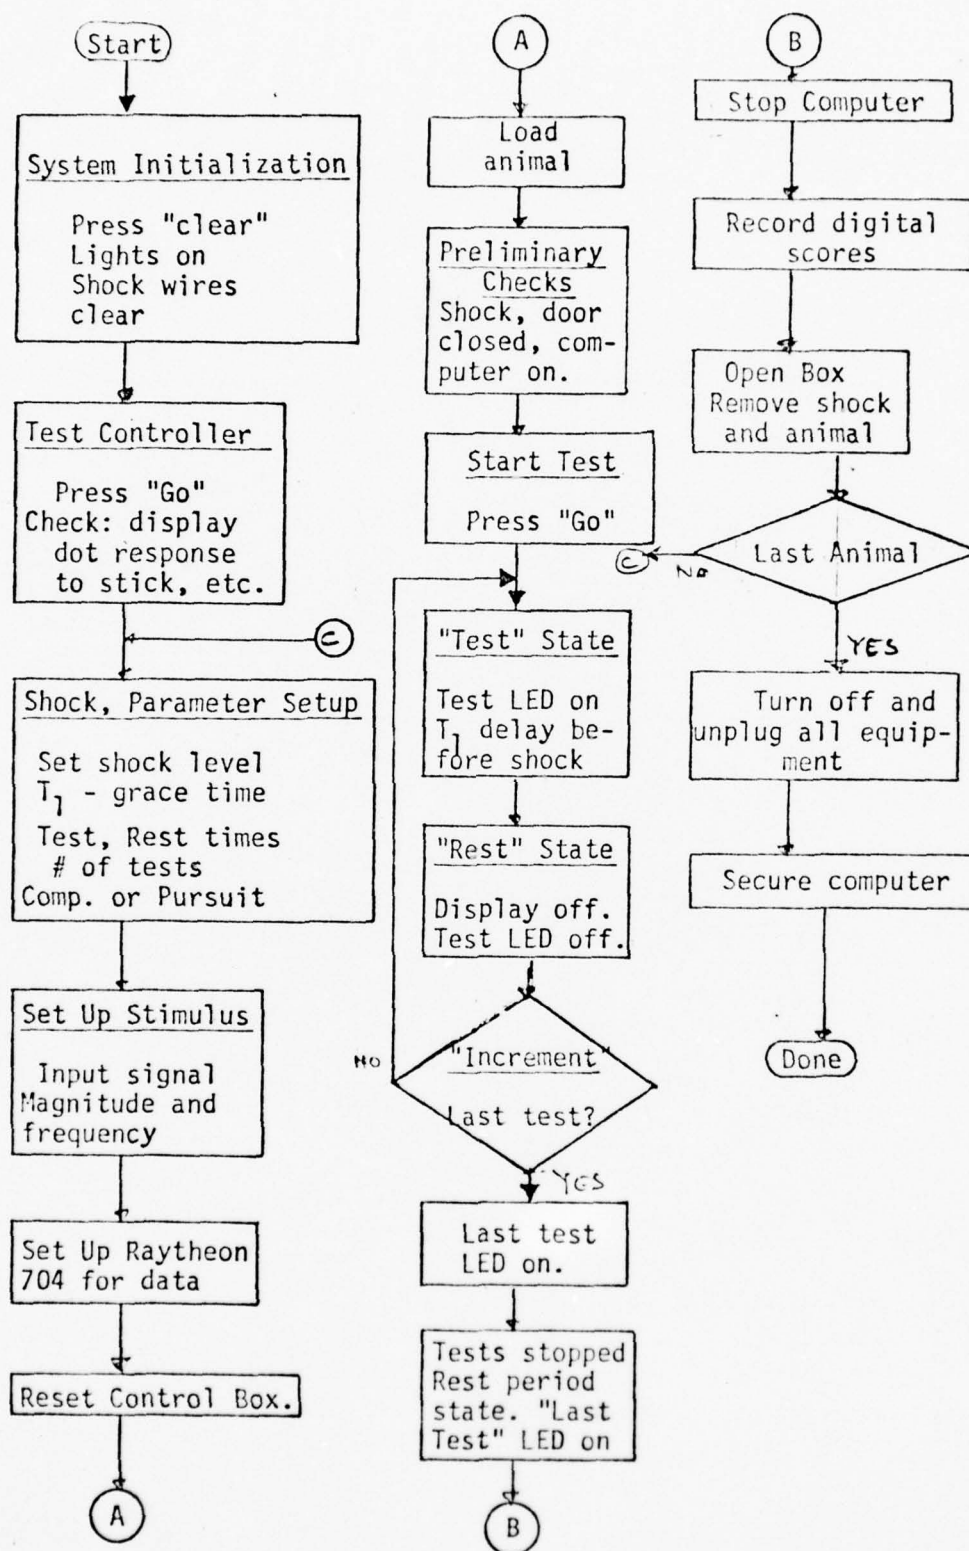 Start
System Initialization
Press "clear"
Lights on
Shock wires
clear
Test Controller
Press "Go"
Check: display
dot response
to stick, etc.
C
Shock, Parameter Setup
Set shock level
T1 - grace time
Test, Rest times
# of tests
Comp. or Pursuit
Set Up Stimulus
Input signal
Magnitude and
frequency
Set Up Raytheon
704 for data
Reset Control Box.
A
A
Load
animal
Preliminary
Checks
Shock, door
closed, com-
puter on.
Start Test
Press "Go"
"Test" State
Test LED on
T1 delay be-
fore shock
"Rest" State
Display off.
Test LED off.
"Increment"
Last test?
NO
YES
Last test
LED on.
Tests stopped
Rest period
state. "Last
Test" LED on
B
B
Stop Computer
Record digital
scores
Open Box
Remove shock
and animal
Last Animal
C
NO
YES
Turn off and
unplug all equip-
ment
Secure computer
Done